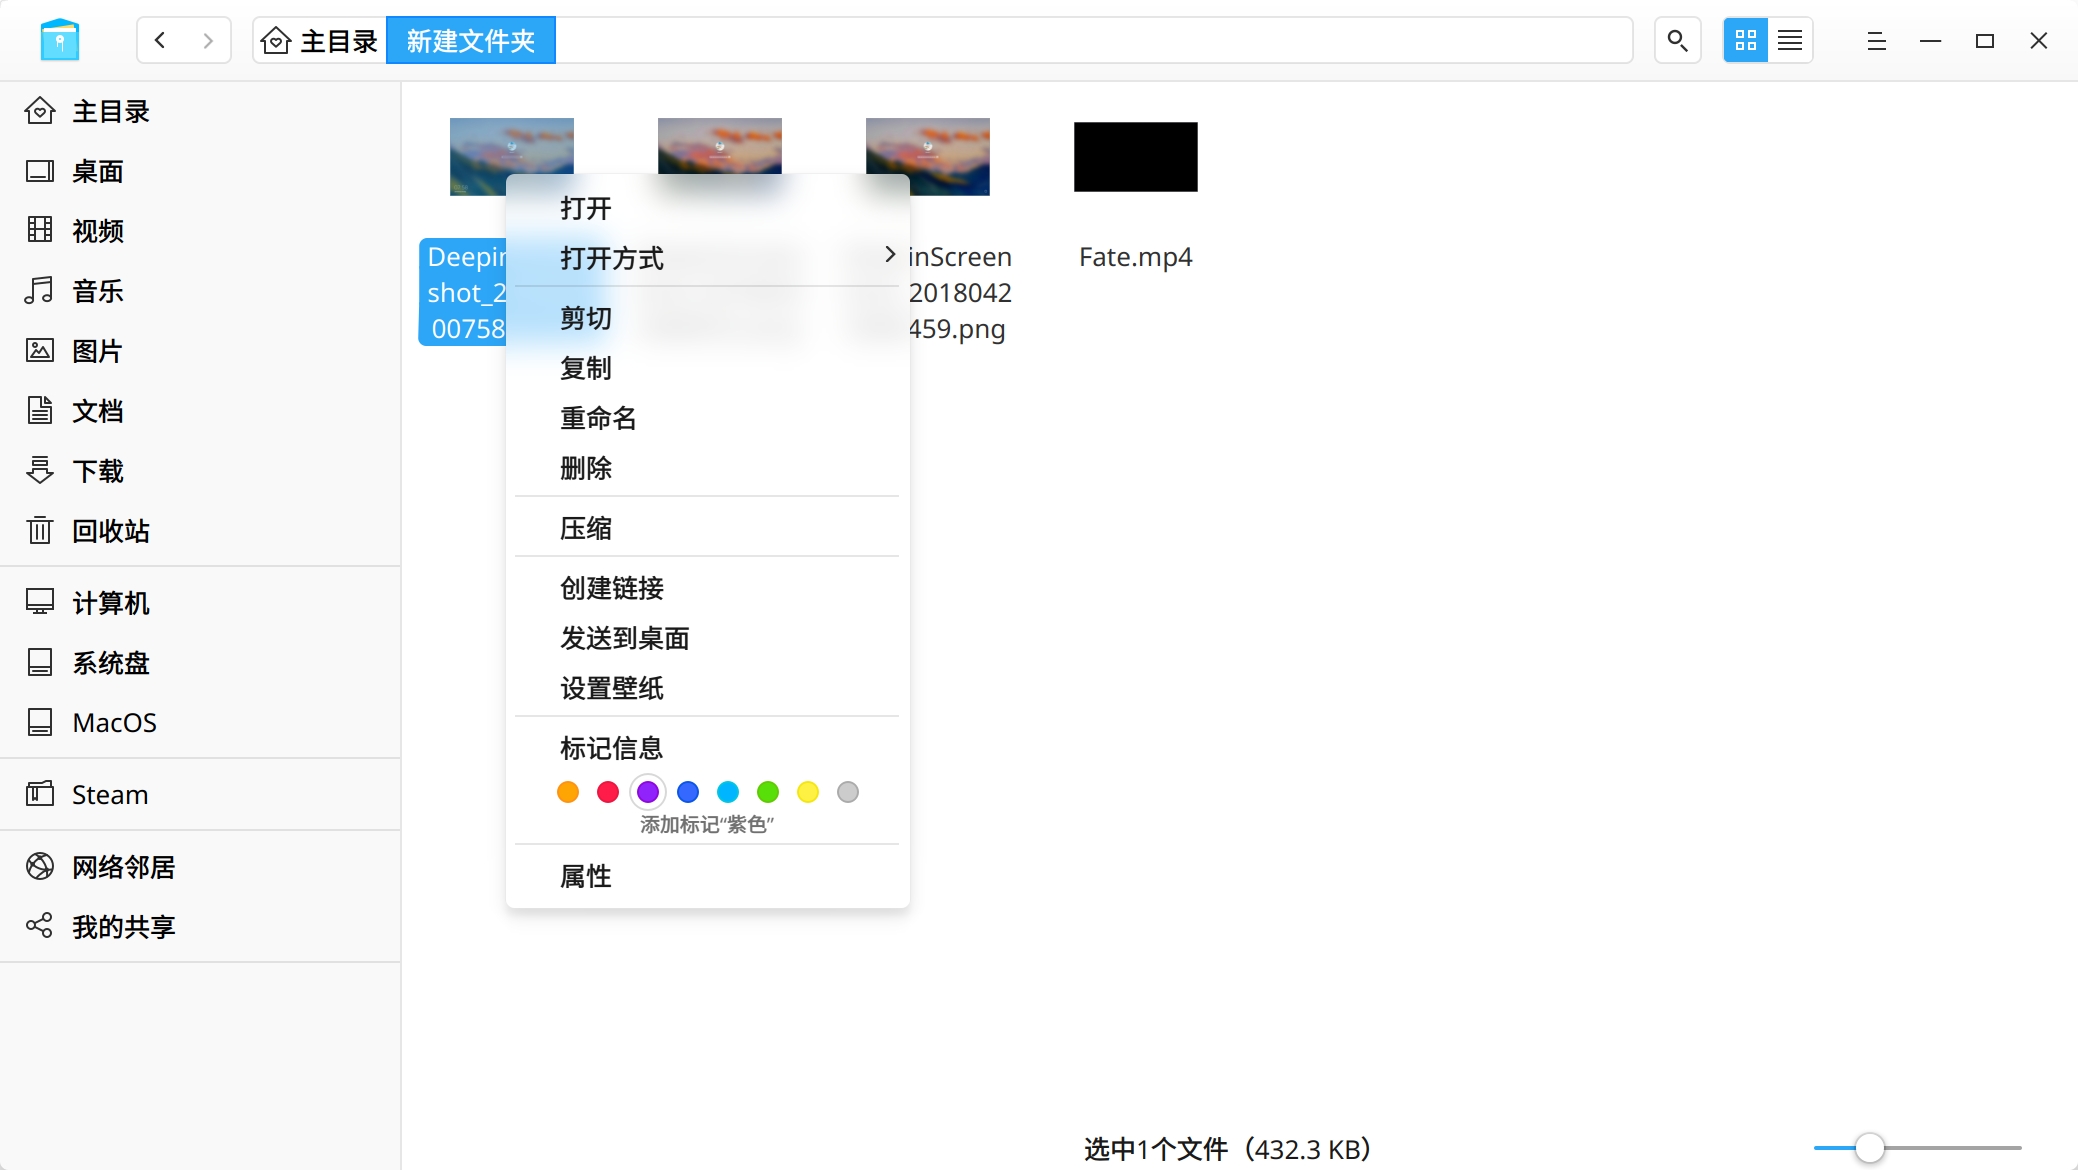 主目录 新建文件夹
主目录
桌面
视频
音乐
图片
文档
下载
回收站
计算机
系统盘
MacOS
Steam
网络邻居
我的共享
Deepin
shot_2
00758
inScreen
2018042
459.png
Fate.mp4
打开
打开方式
剪切
复制
重命名
删除
压缩
创建链接
发送到桌面
设置壁纸
标记信息
添加标记“紫色”
属性
选中1个文件（432.3 KB）